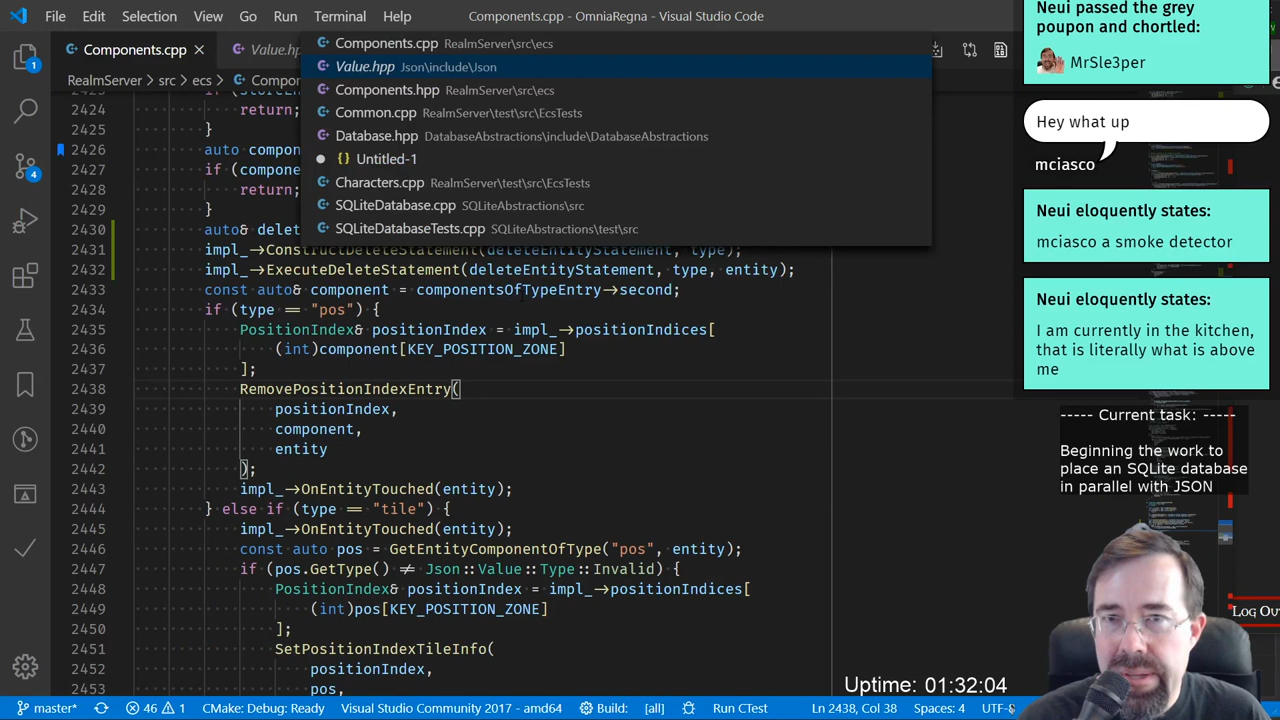 File Edit Selection View Go Run Terminal Help
Components.cpp - OmniaRegna - Visual Studio Code
Components.cpp × Value.hp
RealmServer > src > ecs > Compon
Components.cpp RealmServer\src\ecs
Value.hpp Json\include\Json
Components.hpp RealmServer\src\ecs
Common.cpp RealmServer\test\src\EcsTests
Database.hpp DatabaseAbstractions\include\DatabaseAbstractions
{} Untitled-1
Characters.cpp RealmServer\test\src\EcsTests
SQLiteDatabase.cpp SQLiteAbstractions\src
SQLiteDatabaseTests.cpp SQLiteAbstractions\test\src
2424 return;
2425 }
2426 auto compon
2427 if (compone
2428 return;
2429 }
2430 auto& delet
2431 impl_->ConstructDeleteStatement(deleteEntityStatement, type);
2432 impl_->ExecuteDeleteStatement(deleteEntityStatement, type, entity);
2433 const auto& component = componentsOfTypeEntry->second;
2434 if (type == "pos") {
2435 PositionIndex& positionIndex = impl_->positionIndices[
2436 (int)component[KEY_POSITION_ZONE]
2437 ];
2438 RemovePositionIndexEntry(
2439 positionIndex,
2440 component,
2441 entity
2442 );
2443 impl_->OnEntityTouched(entity);
2444 } else if (type == "tile") {
2445 impl_->OnEntityTouched(entity);
2446 const auto pos = GetEntityComponentOfType("pos", entity);
2447 if (pos.GetType() != Json::Value::Type::Invalid) {
2448 PositionIndex& positionIndex = impl_->positionIndices[
2449 (int)pos[KEY_POSITION_ZONE]
2450 ];
2451 SetPositionIndexTileInfo(
2452 positionIndex,
2453 pos,
1
4
Neui passed the grey
poupon and chortled:
MrSle3per
Hey what up
mciasco
Neui eloquently states:
mciasco a smoke detector
Neui eloquently states:
I am currently in the kitchen,
that is literally what is above
me
----- Current task: -----
Beginning the work to
place an SQLite database
in parallel with JSON
Log Ou
Uptime: 01:32:04
master* 46 1 CMake: Debug: Ready Visual Studio Community 2017 - amd64 Build: [all] Run CTest Ln 2438, Col 38 Spaces: 4 UTF-8